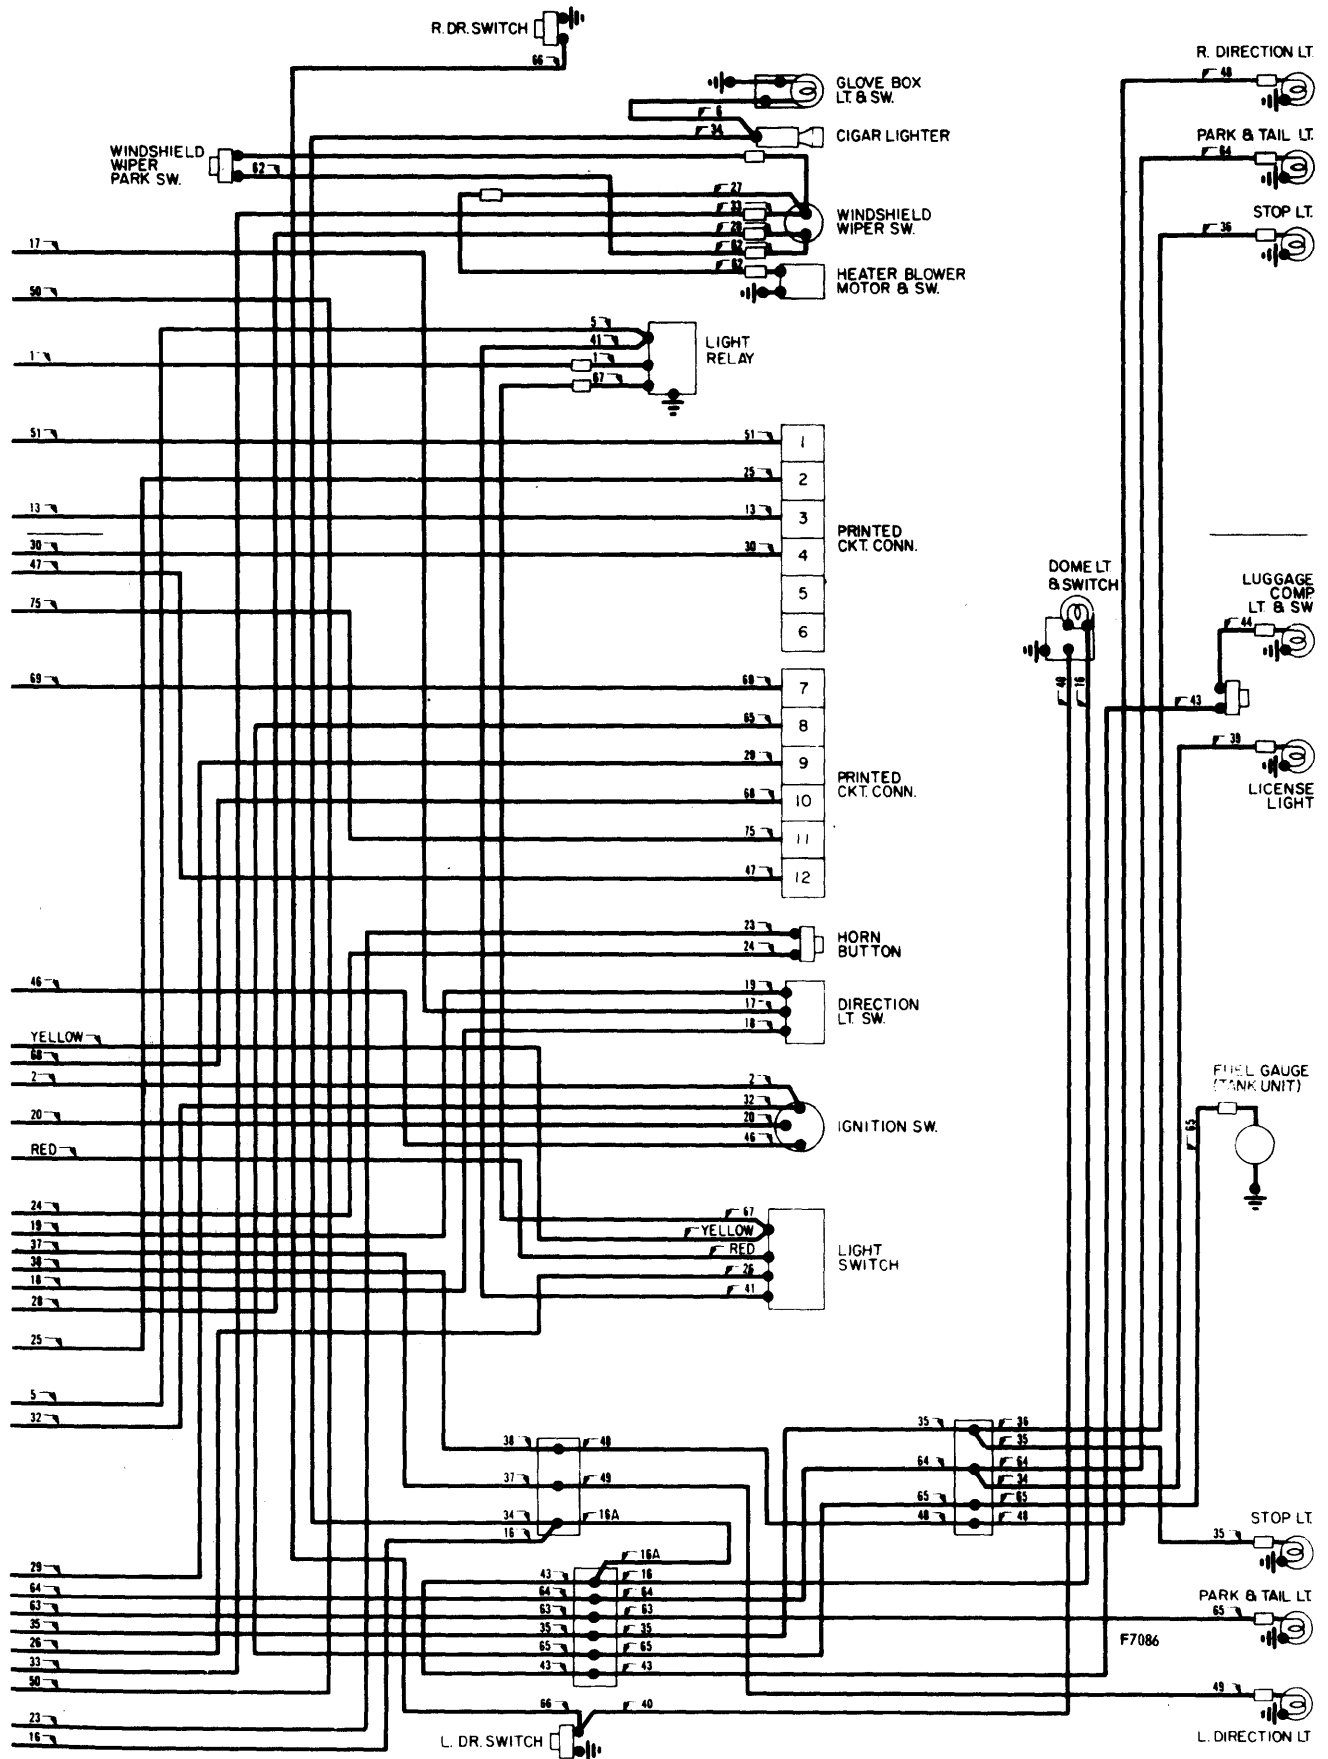 R. DR. SWITCH
66
R. DIRECTION LT.
48
GLOVE BOX
LT. & SW.
6
34
CIGAR LIGHTER
PARK & TAIL LT.
64
WINDSHIELD
WIPER
PARK SW.
62
27
33
28
62
62
WINDSHIELD
WIPER SW.
STOP LT.
36
17
HEATER BLOWER
MOTOR & SW.
50
5
41
1
67
LIGHT
RELAY
1
51
51
1
25
2
13
13
3
PRINTED
CKT. CONN.
30
30
4
47
5
75
6
DOME LT.
& SWITCH
40
16
LUGGAGE
COMP.
LT. & SW
44
43
69
68
7
65
8
29
9
PRINTED
CKT. CONN.
68
10
75
11
47
12
39
LICENSE
LIGHT
23
24
HORN
BUTTON
46
19
17
18
DIRECTION
LT. SW.
YELLOW
68
2
2
32
20
20
46
IGNITION SW.
RED
FUEL GAUGE
(TANK UNIT)
65
24
19
37
38
18
28
67
YELLOW
RED
26
41
LIGHT
SWITCH
25
5
32
38
48
37
49
34
16A
16
35
36
35
64
64
34
65
65
48
48
STOP LT.
35
16A
29
43
16
64
64
64
63
63
63
35
35
35
26
65
65
33
43
43
50
PARK & TAIL LT.
65
F7086
49
23
66
40
16
L. DR. SWITCH
L. DIRECTION LT